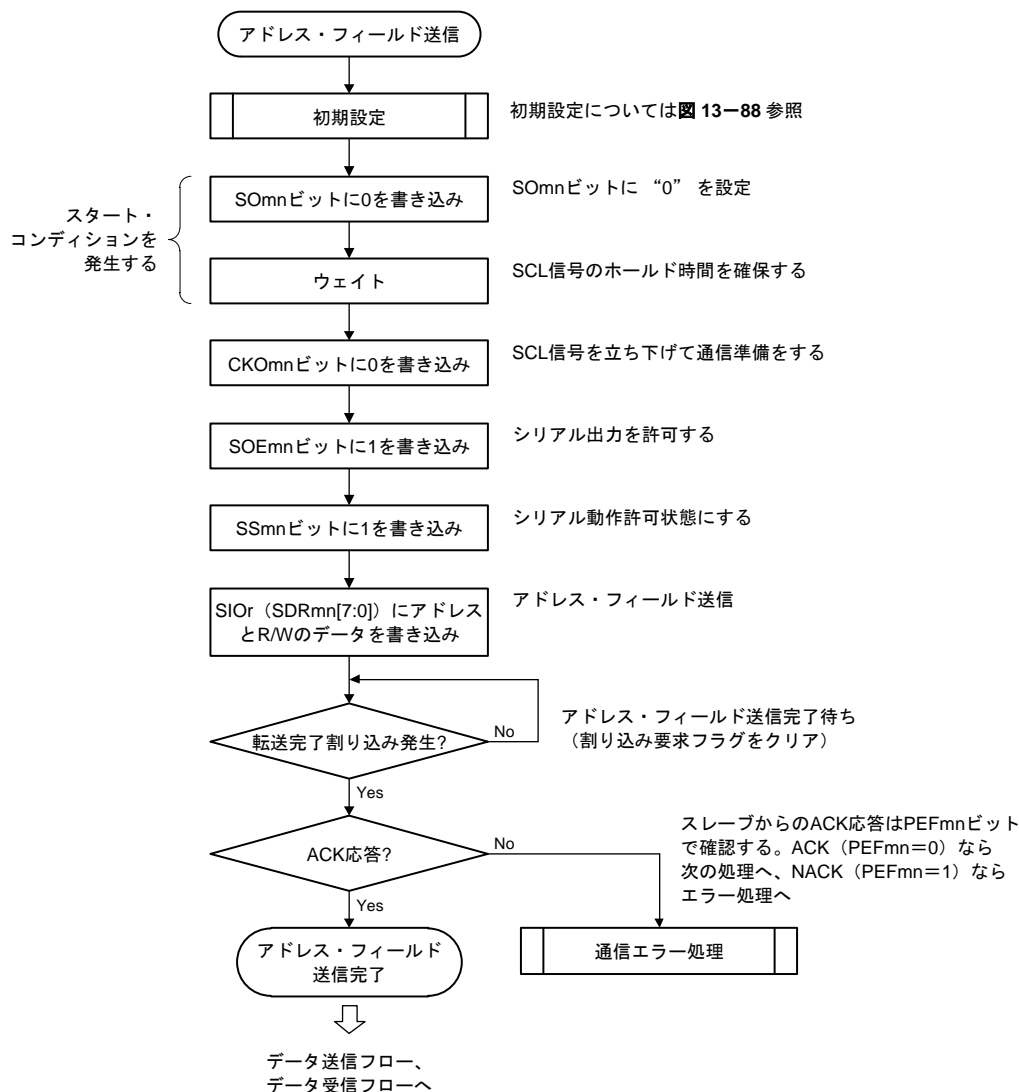 アドレス・フィールド送信
初期設定
初期設定については図 13－88 参照
スタート・
コンディションを
発生する
SOmnビットに0を書き込み
SOmnビットに “0” を設定
ウェイト
SCL信号のホールド時間を確保する
CKOmnビットに0を書き込み
SCL信号を立ち下げて通信準備をする
SOEmnビットに1を書き込み
シリアル出力を許可する
SSmnビットに1を書き込み
シリアル動作許可状態にする
SIOr（SDRmn[7:0]）にアドレス
とR/Wのデータを書き込み
アドレス・フィールド送信
転送完了割り込み発生?
No
アドレス・フィールド送信完了待ち
（割り込み要求フラグをクリア）
Yes
ACK応答?
No
スレーブからのACK応答はPEFmnビット
で確認する。ACK（PEFmn＝0）なら
次の処理へ、NACK（PEFmn＝1）なら
エラー処理へ
Yes
アドレス・フィールド
送信完了
通信エラー処理
データ送信フロー、
データ受信フローへ